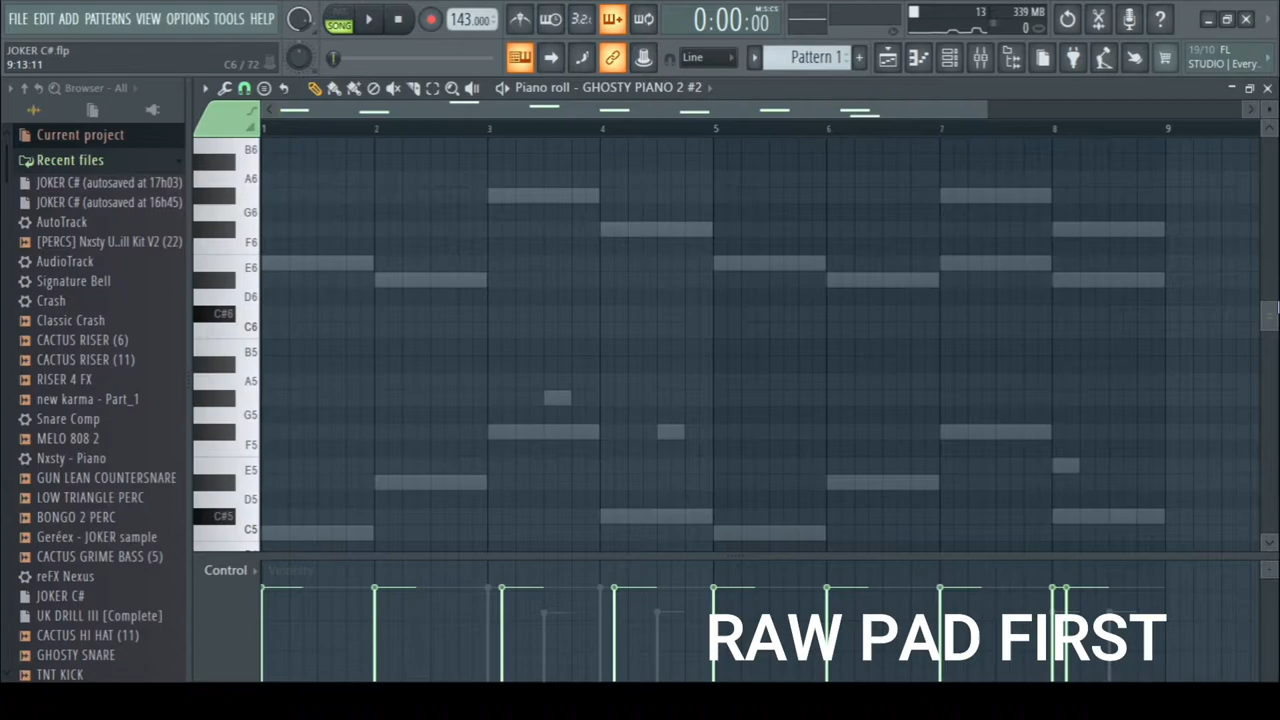 FILE EDIT ADD PATTERNS VIEW OPTIONS TOOLS HELP
SONG
143.000
3.2
0:00:00
M:S:CS
13
339 MB
0
JOKER C#.flp
9:13:11
C6 / 72
Line
Pattern 1
19/10 FL
STUDIO | Every..
Browser - All
Piano roll - GHOSTY PIANO 2 #2
Current project
Recent files
JOKER C# (autosaved at 17h03)
JOKER C# (autosaved at 16h45)
AutoTrack
[PERCS] Nxsty U..ill Kit V2 (22)
AudioTrack
Signature Bell
Crash
Classic Crash
CACTUS RISER (6)
CACTUS RISER (11)
RISER 4 FX
new karma - Part_1
Snare Comp
MELO 808 2
Nxsty - Piano
GUN LEAN COUNTERSNARE
LOW TRIANGLE PERC
BONGO 2 PERC
Geréex - JOKER sample
CACTUS GRIME BASS (5)
reFX Nexus
JOKER C#
UK DRILL III [Complete]
CACTUS HI HAT (11)
GHOSTY SNARE
TNT KICK
1 2 3 4 5 6 7 8 9
B6
A6
G6
F6
E6
D6
C#6
C6
B5
A5
G5
F5
E5
D5
C#5
C5
Control
Velocity
RAW PAD FIRST